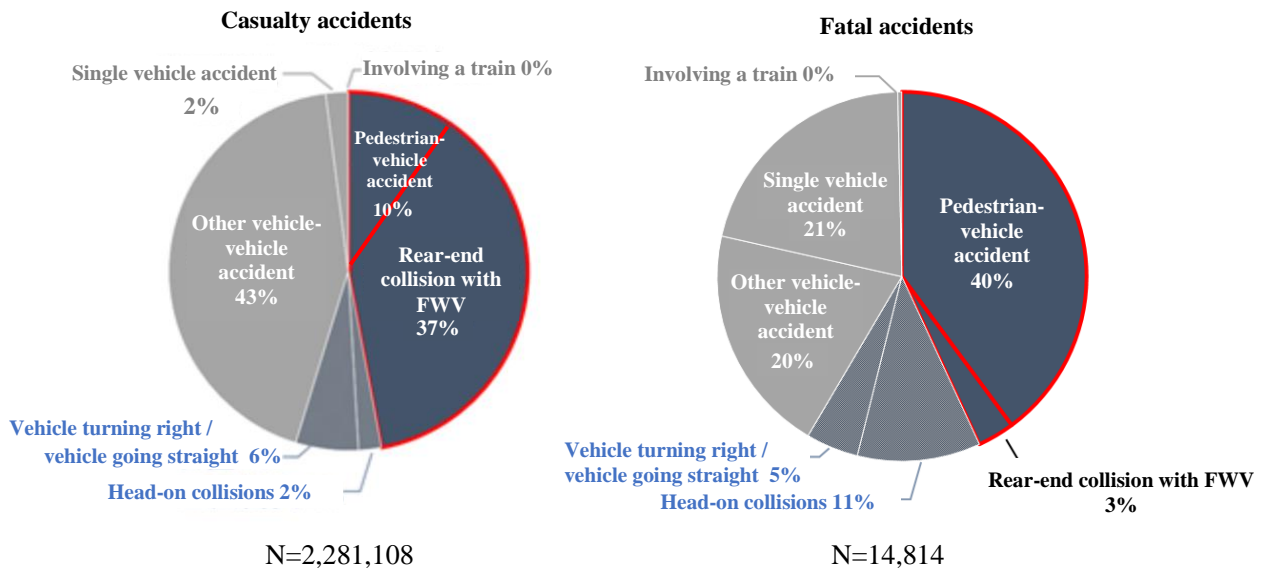 Casualty accidents
Single vehicle accident
2%
Involving a train 0%
Pedestrian-
vehicle
accident
10%
Rear-end
collision with
FWV
37%
Other vehicle-
vehicle
accident
43%
Vehicle turning right /
vehicle going straight 6%
Head-on collisions 2%
N=2,281,108
Fatal accidents
Involving a train 0%
Single vehicle
accident
21%
Pedestrian-
vehicle
accident
40%
Other vehicle-
vehicle
accident
20%
Vehicle turning right /
vehicle going straight 5%
Head-on collisions 11%
Rear-end collision with FWV
3%
N=14,814